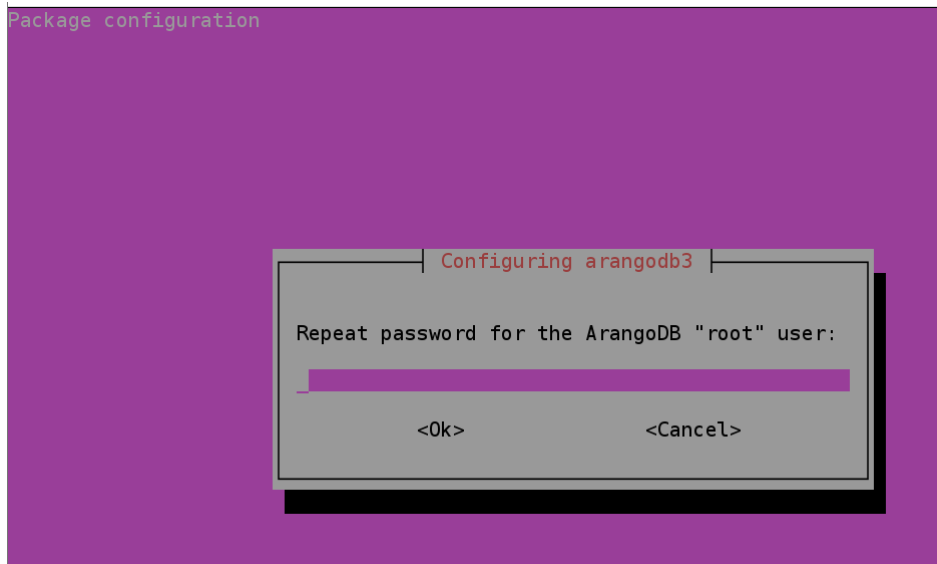 Package configuration
Configuring arangodb3
Repeat password for the ArangoDB "root" user:
<Ok> <Cancel>